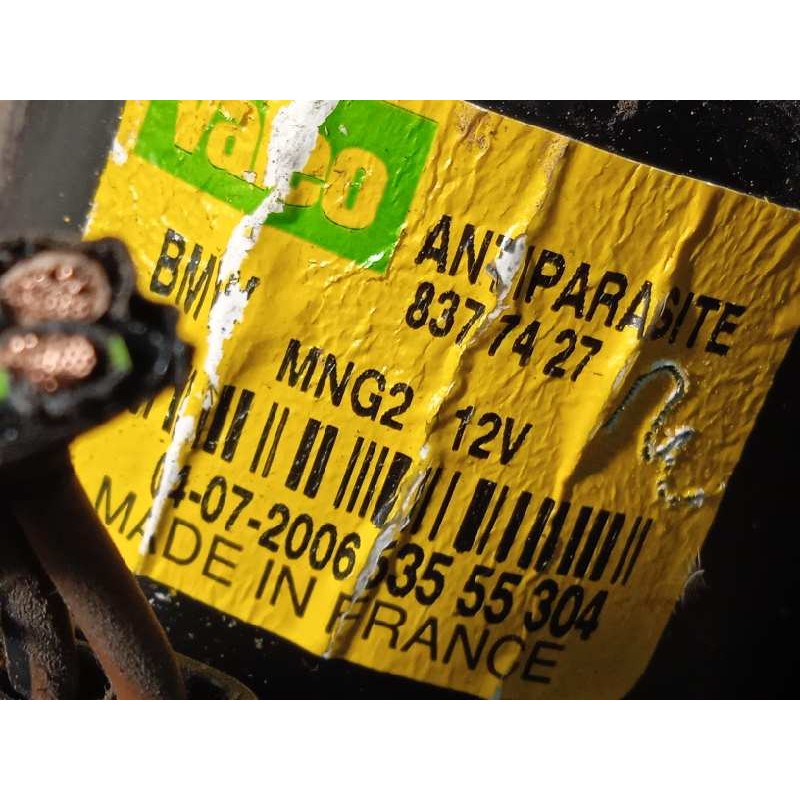 valeo
ANTIPARASITE
BMW
837 74 27
MNG2 12V
04-07-2006 535 55 304
MADE IN FRANCE